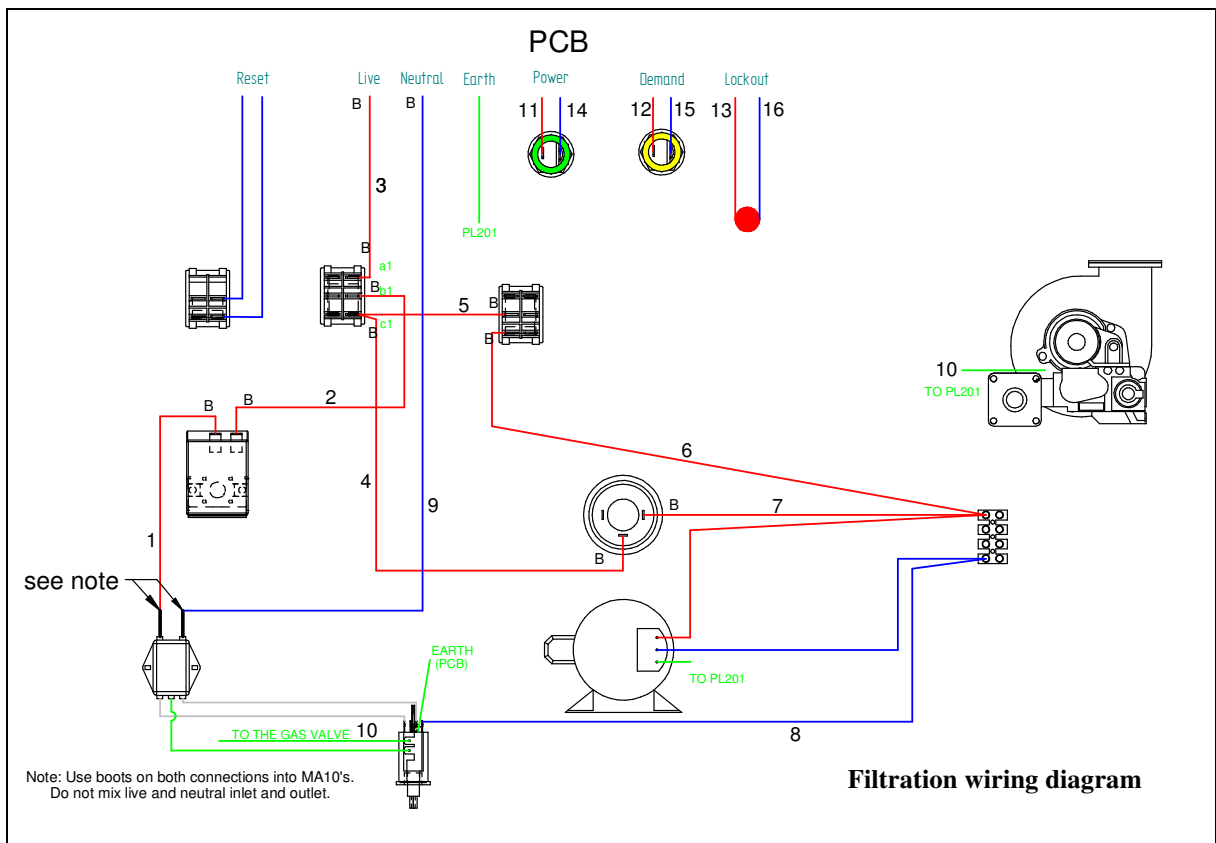 PCB
Reset Live Neutral Earth Power Demand Lockout
B B 11 14 12 15 13 16
3
PL201
B
a1
B b1
5 B
c1
B B
10
TO PL201
B B 2
6
4 9 B 7
1
B
see note
EARTH
(PCB)
TO PL201
TO THE GAS VALVE 10
8
Note: Use boots on both connections into MA10's.
Do not mix live and neutral inlet and outlet.
Filtration wiring diagram